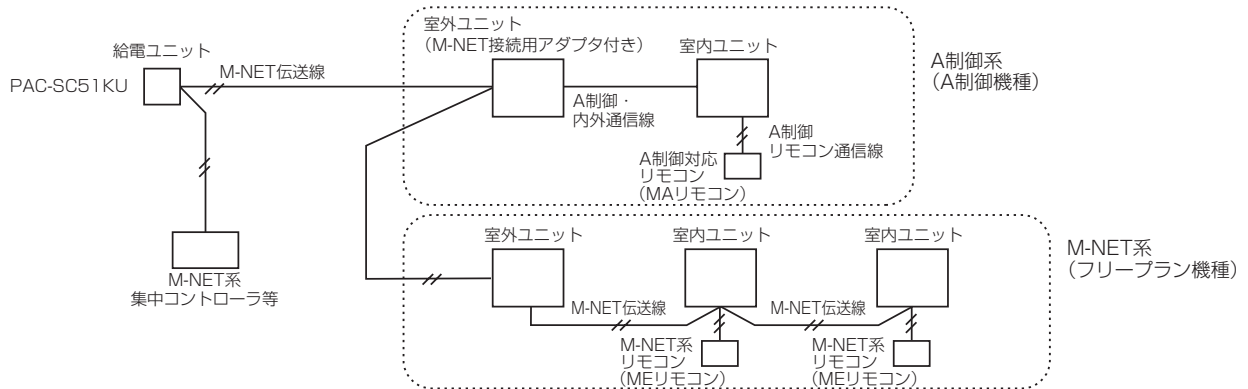 給電ユニット
PAC-SC51KU
M-NET伝送線
M-NET系
集中コントローラ等
室外ユニット
（M-NET接続用アダプタ付き）
室内ユニット
A制御・
内外通信線
A制御
リモコン通信線
A制御対応
リモコン
（MAリモコン）
A制御系
（A制御機種）
室外ユニット
室内ユニット
室内ユニット
M-NET伝送線
M-NET伝送線
M-NET系
リモコン
（MEリモコン）
M-NET系
リモコン
（MEリモコン）
M-NET系
（フリープラン機種）